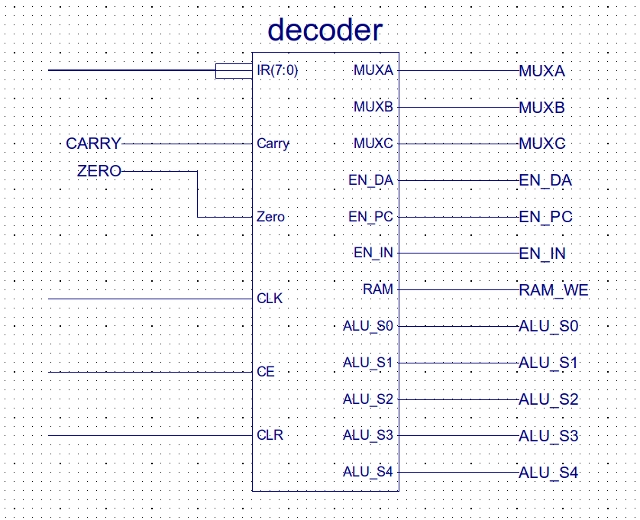 decoder
IR(7:0) MUXA MUXA
MUXB MUXB
CARRY Carry MUXC MUXC
ZERO
EN_DA EN_DA
Zero EN_PC EN_PC
EN_IN EN_IN
RAM RAM_WE
CLK
ALU_S0 ALU_S0
ALU_S1 ALU_S1
CE
ALU_S2 ALU_S2
CLR ALU_S3 ALU_S3
ALU_S4 ALU_S4